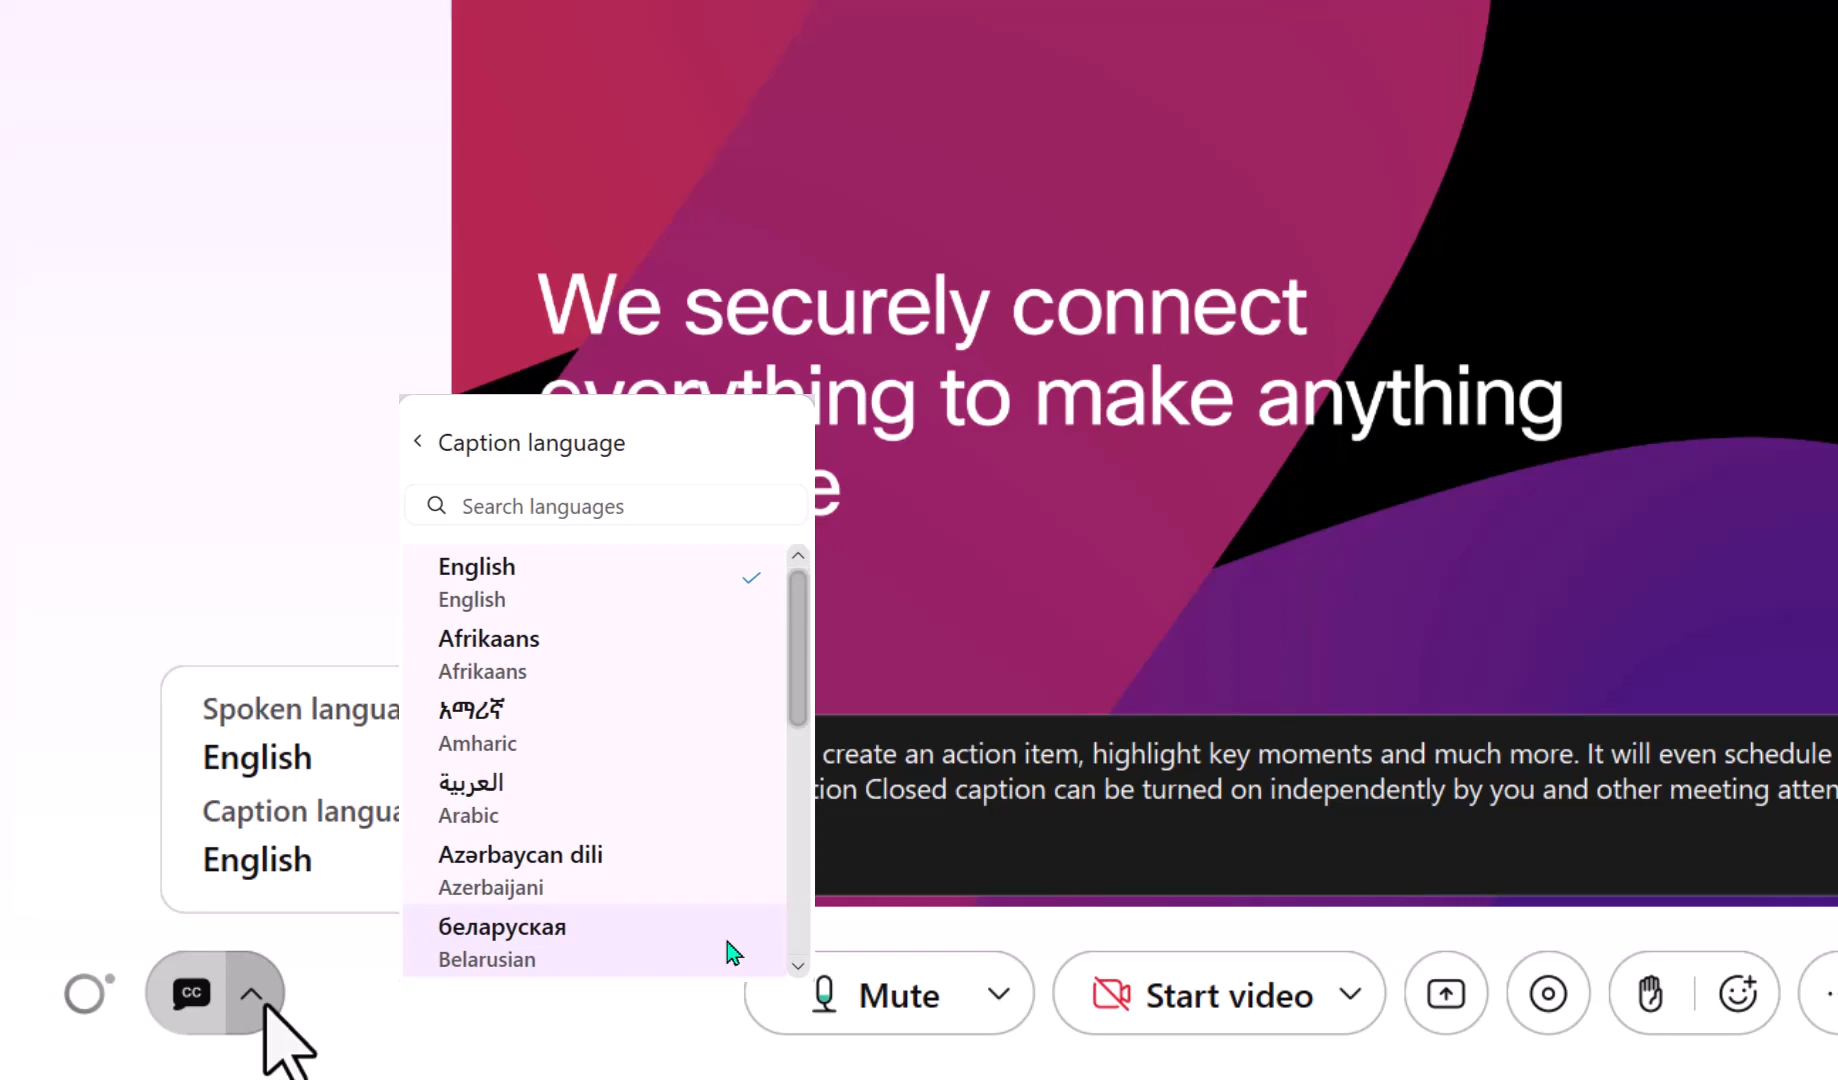 We securely connect
everything to make anything
Caption language
Search languages
English
English
Afrikaans
Afrikaans
አማርኛ
Amharic
العربية
Arabic
Azərbaycan dili
Azerbaijani
беларуская
Belarusian
Spoken langua
English
Caption langua
English
create an action item, highlight key moments and much more. It will even schedule
tion Closed caption can be turned on independently by you and other meeting atten
CC
Mute
Start video